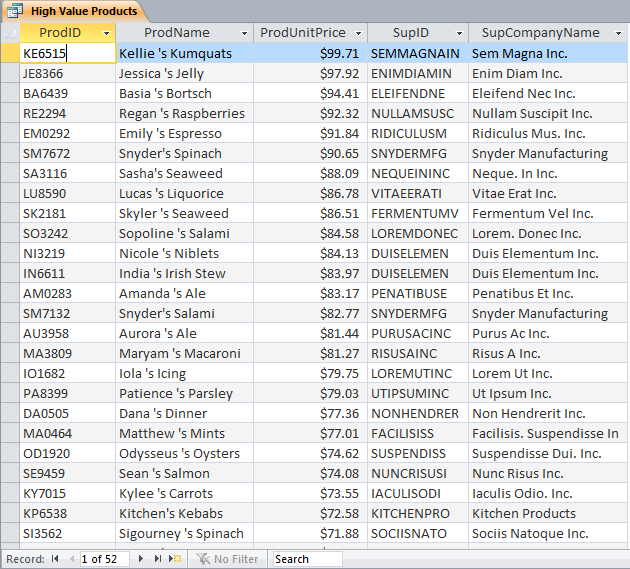 High Value Products
ProdID ProdName ProdUnitPrice SupID SupCompanyName
KE6515 Kellie 's Kumquats $99.71 SEMMAGNAIN Sem Magna Inc.
JE8366 Jessica 's Jelly $97.92 ENIMDIAMIN Enim Diam Inc.
BA6439 Basia 's Bortsch $94.41 ELEIFENDNE Eleifend Nec Inc.
RE2294 Regan 's Raspberries $92.32 NULLAMSUSC Nullam Suscipit Inc.
EM0292 Emily 's Espresso $91.84 RIDICULUSM Ridiculus Mus. Inc.
SM7672 Snyder's Spinach $90.65 SNYDERMFG Snyder Manufacturing
SA3116 Sasha's Seaweed $88.09 NEQUEININC Neque. In Inc.
LU8590 Lucas 's Liquorice $86.78 VITAEERATI Vitae Erat Inc.
SK2181 Skyler 's Seaweed $86.51 FERMENTUMV Fermentum Vel Inc.
SO3242 Sopoline 's Salami $84.58 LOREMDONEC Lorem. Donec Inc.
NI3219 Nicole 's Niblets $84.13 DUISELEMEN Duis Elementum Inc.
IN6611 India 's Irish Stew $83.97 DUISELEMEN Duis Elementum Inc.
AM0283 Amanda 's Ale $83.17 PENATIBUSE Penatibus Et Inc.
SM7132 Snyder's Salami $82.77 SNYDERMFG Snyder Manufacturing
AU3958 Aurora 's Ale $81.44 PURUSACINC Purus Ac Inc.
MA3809 Maryam 's Macaroni $81.27 RISUSAINC Risus A Inc.
IO1682 Iola 's Icing $79.75 LOREMUTINC Lorem Ut Inc.
PA8399 Patience 's Parsley $79.03 UTIPSUMINC Ut Ipsum Inc.
DA0505 Dana 's Dinner $77.36 NONHENDRER Non Hendrerit Inc.
MA0464 Matthew 's Mints $77.01 FACILISISS Facilisis. Suspendisse In
OD1920 Odysseus 's Oysters $74.62 SUSPENDISS Suspendisse Dui. Inc.
SE9459 Sean 's Salmon $74.08 NUNCRISUSI Nunc Risus Inc.
KY7015 Kylee 's Carrots $73.55 IACULISODI Iaculis Odio. Inc.
KP6538 Kitchen's Kebabs $72.58 KITCHENPRO Kitchen Products
SI3562 Sigourney 's Spinach $71.88 SOCIISNATO Sociis Natoque Inc.
Record: 1 of 52 No Filter Search